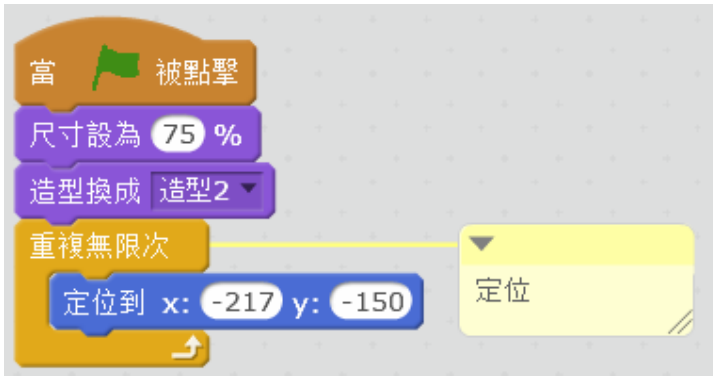 當 被點擊
尺寸設為 75 %
造型換成 造型2
重複無限次
定位到 x: -217 y: -150
定位